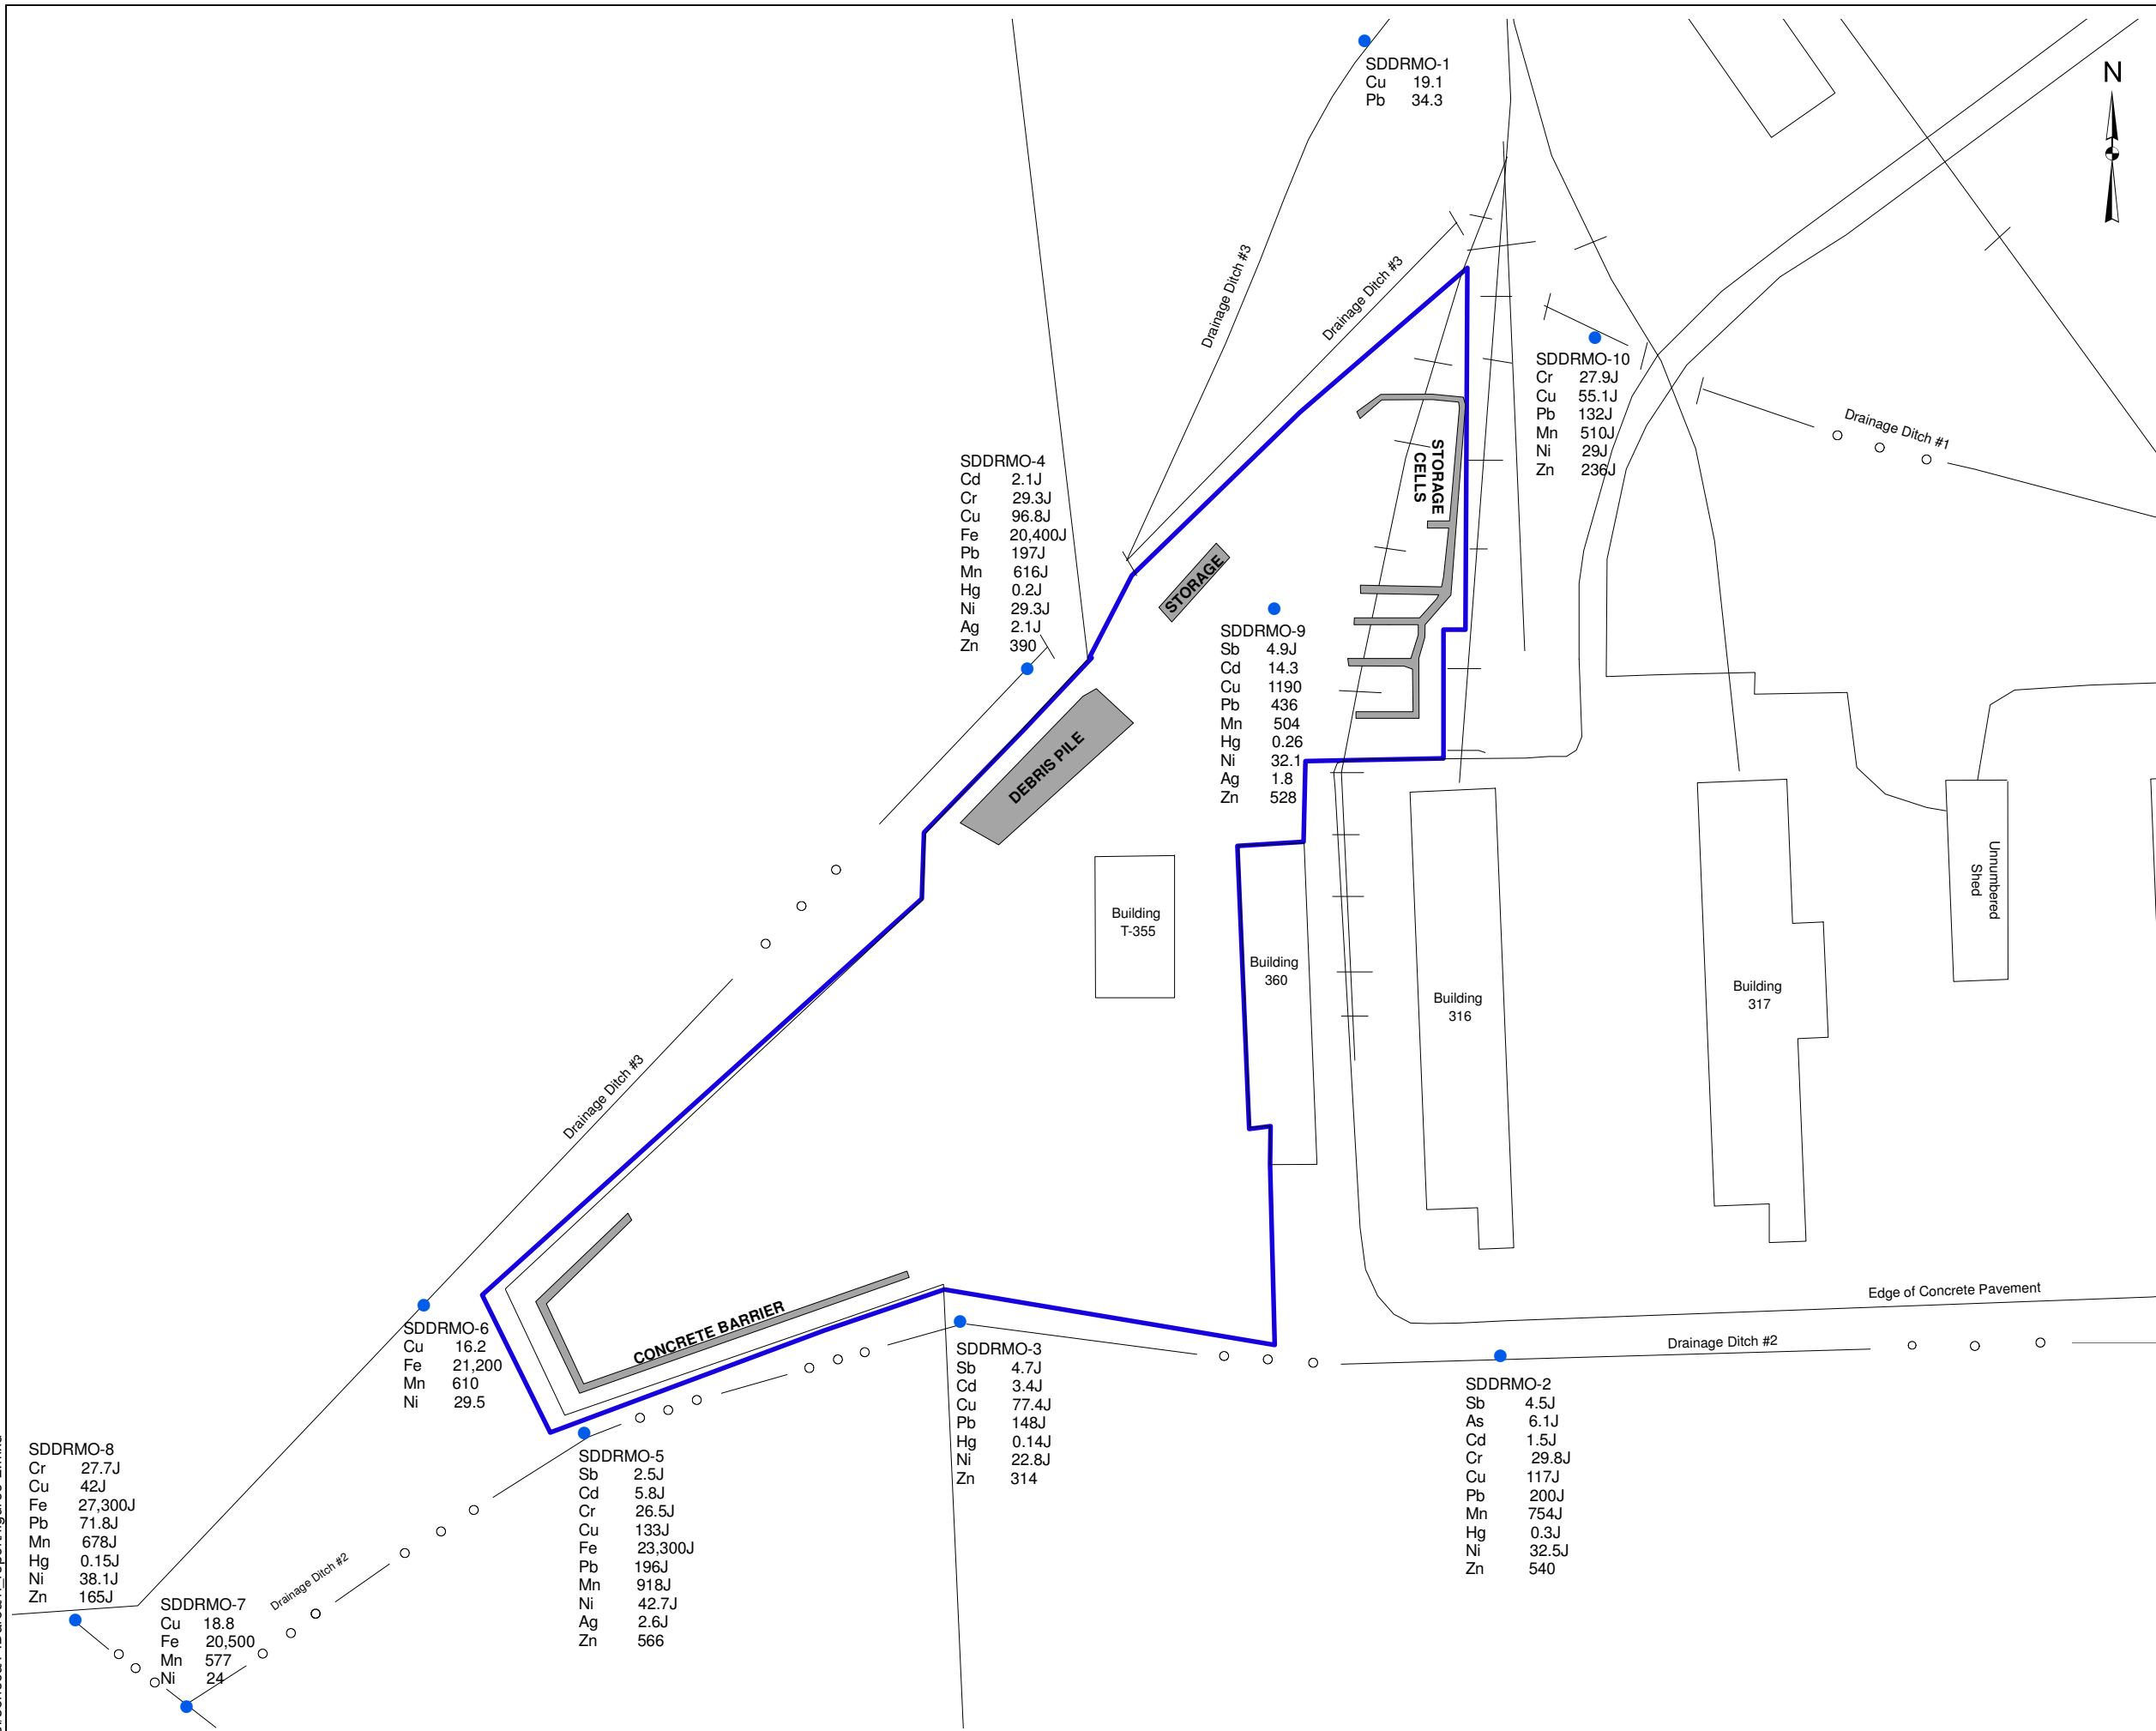 SDDRMO-1
Cu 19.1
Pb 34.3
N
Drainage Ditch #3
Drainage Ditch #3
SDDRMO-10
Cr 27.9J
Cu 55.1J
Pb 132J
Mn 510J
Ni 29J
Zn 236J
Drainage Ditch #1
SDDRMO-4
Cd 2.1J
Cr 29.3J
Cu 96.8J
Fe 20,400J
Pb 197J
Mn 616J
Hg 0.2J
Ni 29.3J
Ag 2.1J
Zn 390
STORAGE
CELLS
STORAGE
SDDRMO-9
Sb 4.9J
Cd 14.3
Cu 1190
Pb 436
Mn 504
Hg 0.26
Ni 32.1
Ag 1.8
Zn 528
DEBRIS PILE
Building
T-355
Building
360
Building
316
Building
317
Unnumbered
Shed
Drainage Ditch #3
Edge of Concrete Pavement
Drainage Ditch #2
CONCRETE BARRIER
SDDRMO-6
Cu 16.2
Fe 21,200
Mn 610
Ni 29.5
SDDRMO-3
Sb 4.7J
Cd 3.4J
Cu 77.4J
Pb 148J
Hg 0.14J
Ni 22.8J
Zn 314
SDDRMO-2
Sb 4.5J
As 6.1J
Cd 1.5J
Cr 29.8J
Cu 117J
Pb 200J
Mn 754J
Hg 0.3J
Ni 32.5J
Zn 540
SDDRMO-8
Cr 27.7J
Cu 42J
Fe 27,300J
Pb 71.8J
Mn 678J
Hg 0.15J
Ni 38.1J
Zn 165J
SDDRMO-5
Sb 2.5J
Cd 5.8J
Cr 26.5J
Cu 133J
Fe 23,300J
Pb 196J
Mn 918J
Ni 42.7J
Ag 2.6J
Zn 566
Drainage Ditch #2
SDDRMO-7
Cu 18.8
Fe 20,500
Mn 577
Ni 24